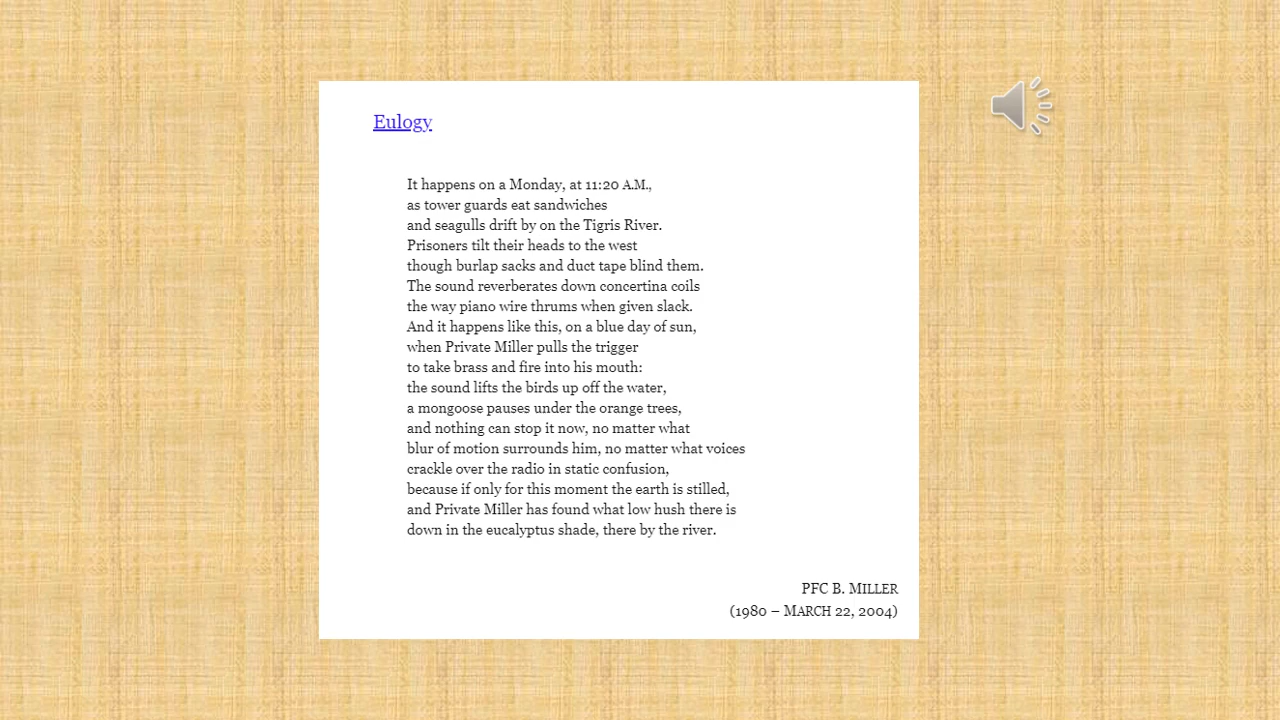 Eulogy
It happens on a Monday, at 11:20 A.M.,
as tower guards eat sandwiches
and seagulls drift by on the Tigris River.
Prisoners tilt their heads to the west
though burlap sacks and duct tape blind them.
The sound reverberates down concertina coils
the way piano wire thrums when given slack.
And it happens like this, on a blue day of sun,
when Private Miller pulls the trigger
to take brass and fire into his mouth:
the sound lifts the birds up off the water,
a mongoose pauses under the orange trees,
and nothing can stop it now, no matter what
blur of motion surrounds him, no matter what voices
crackle over the radio in static confusion,
because if only for this moment the earth is stilled,
and Private Miller has found what low hush there is
down in the eucalyptus shade, there by the river.
PFC B. MILLER
(1980 – MARCH 22, 2004)